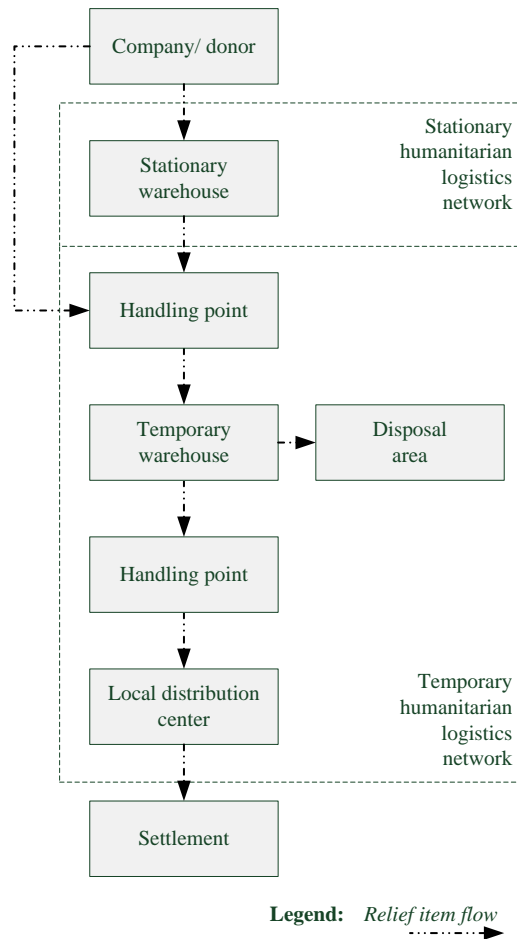 Company/ donor
Stationary
humanitarian
logistics
network
Stationary
warehouse
Handling point
Temporary
warehouse
Disposal
area
Handling point
Local distribution
center
Temporary
humanitarian
logistics
network
Settlement
Legend: Relief item flow